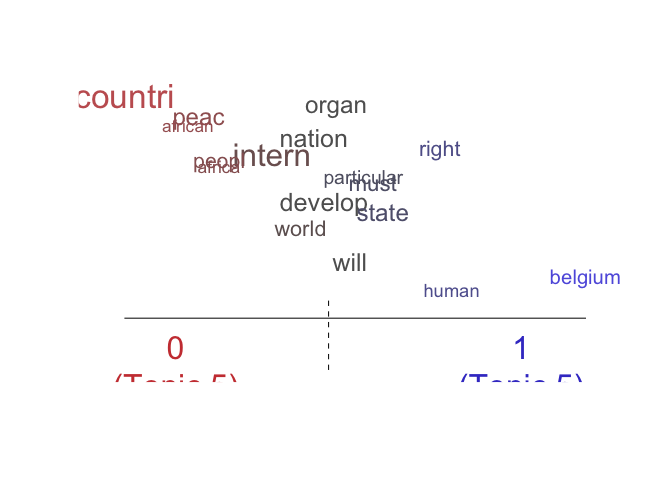 countri
organ
peac
african
nation
right
intern
peop
africa
particular
must
develop
state
world
will
belgium
human
0
1
(Topic 5)
(Topic 5)